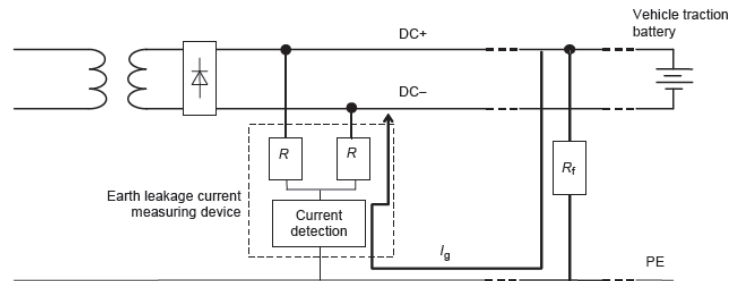 Vehicle traction
battery
DC+
DC–
R
R
Rf
Earth leakage current
measuring device
Current
detection
Ig
PE